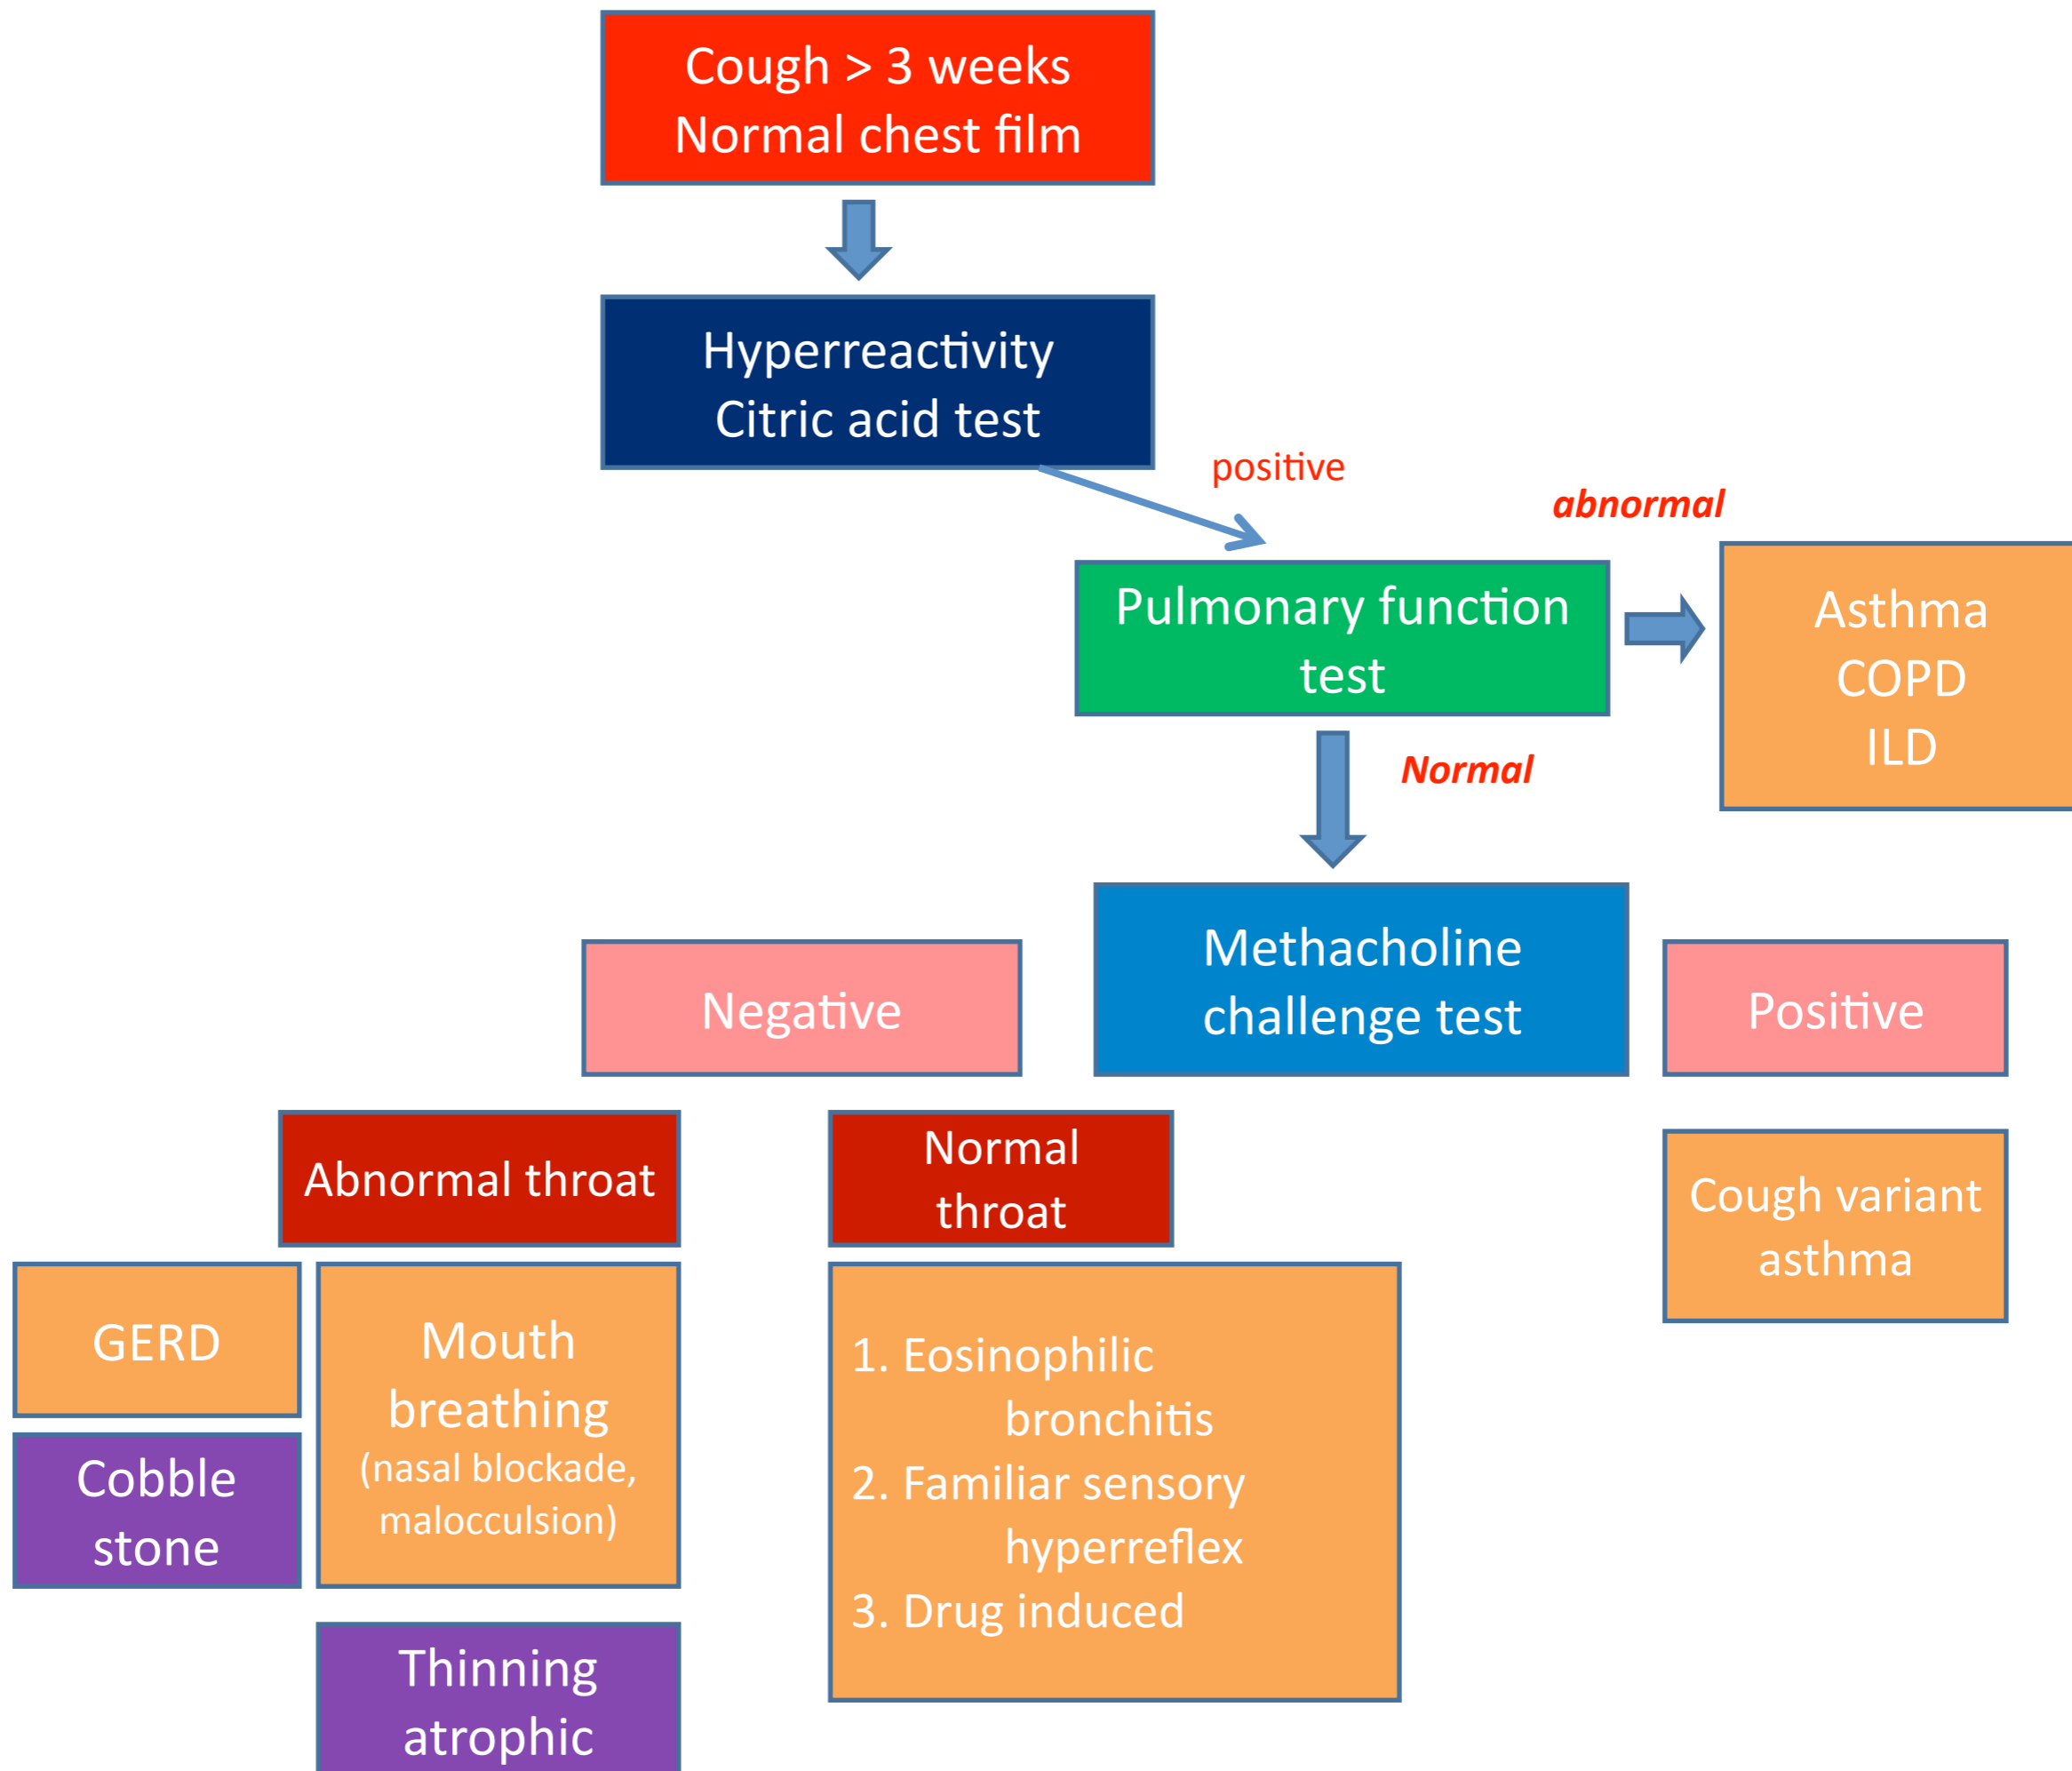 Cough > 3 weeks
Normal chest film
Hyperreactivity
Citric acid test
positive
abnormal
Pulmonary function
test
Asthma
COPD
ILD
Normal
Methacholine
challenge test
Negative
Positive
Abnormal throat
Normal
throat
Cough variant
asthma
GERD
Mouth
breathing
(nasal blockade,
malocculsion)
1. Eosinophilic
bronchitis
2. Familiar sensory
hyperreflex
3. Drug induced
Cobble
stone
Thinning
atrophic